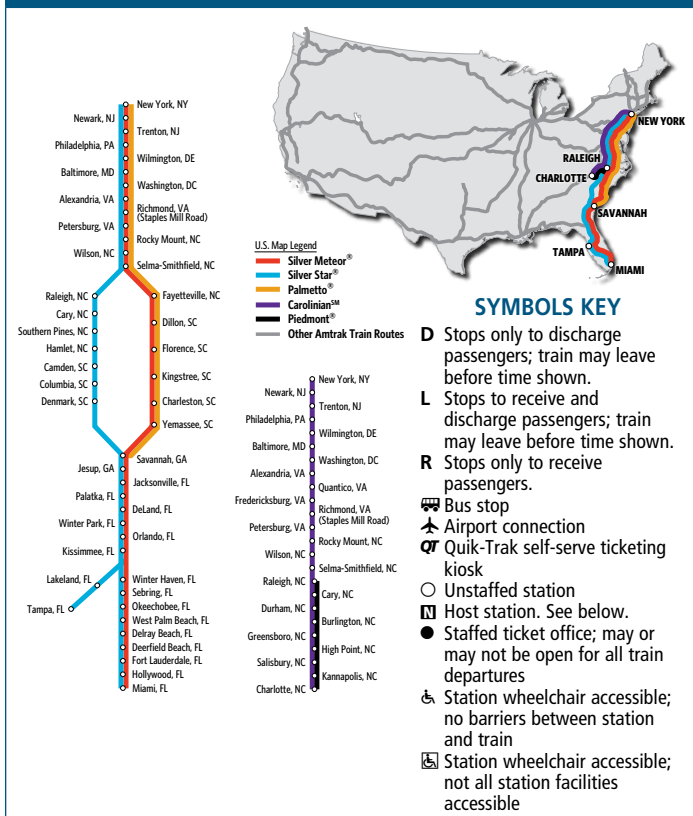 NEW YORK
RALEIGH
CHARLOTTE
SAVANNAH
TAMPA
MIAMI
U.S. Map Legend
Silver Meteor®
Silver Star®
Palmetto®
Carolinian℠
Piedmont®
Other Amtrak Train Routes
New York, NY
Newark, NJ
Trenton, NJ
Philadelphia, PA
Wilmington, DE
Baltimore, MD
Washington, DC
Alexandria, VA
Richmond, VA
(Staples Mill Road)
Petersburg, VA
Rocky Mount, NC
Wilson, NC
Selma-Smithfield, NC
Raleigh, NC
Cary, NC
Southern Pines, NC
Hamlet, NC
Camden, SC
Columbia, SC
Denmark, SC
Fayetteville, NC
Dillon, SC
Florence, SC
Kingstree, SC
Charleston, SC
Yemassee, SC
Savannah, GA
Jesup, GA
Jacksonville, FL
Palatka, FL
DeLand, FL
Winter Park, FL
Orlando, FL
Kissimmee, FL
Lakeland, FL
Tampa, FL
Winter Haven, FL
Sebring, FL
Okeechobee, FL
West Palm Beach, FL
Delray Beach, FL
Deerfield Beach, FL
Fort Lauderdale, FL
Hollywood, FL
Miami, FL
New York, NY
Newark, NJ
Trenton, NJ
Philadelphia, PA
Wilmington, DE
Baltimore, MD
Washington, DC
Alexandria, VA
Quantico, VA
Fredericksburg, VA
Richmond, VA
(Staples Mill Road)
Petersburg, VA
Rocky Mount, NC
Wilson, NC
Selma-Smithfield, NC
Raleigh, NC
Cary, NC
Durham, NC
Burlington, NC
Greensboro, NC
High Point, NC
Salisbury, NC
Kannapolis, NC
Charlotte, NC
SYMBOLS KEY
D Stops only to discharge
passengers; train may leave
before time shown.
L Stops to receive and
discharge passengers; train
may leave before time shown.
R Stops only to receive
passengers.
Bus stop
Airport connection
QT Quik-Trak self-serve ticketing
kiosk
Unstaffed station
N Host station. See below.
Staffed ticket office; may or
may not be open for all train
departures
Station wheelchair accessible;
no barriers between station
and train
Station wheelchair accessible;
not all station facilities
accessible